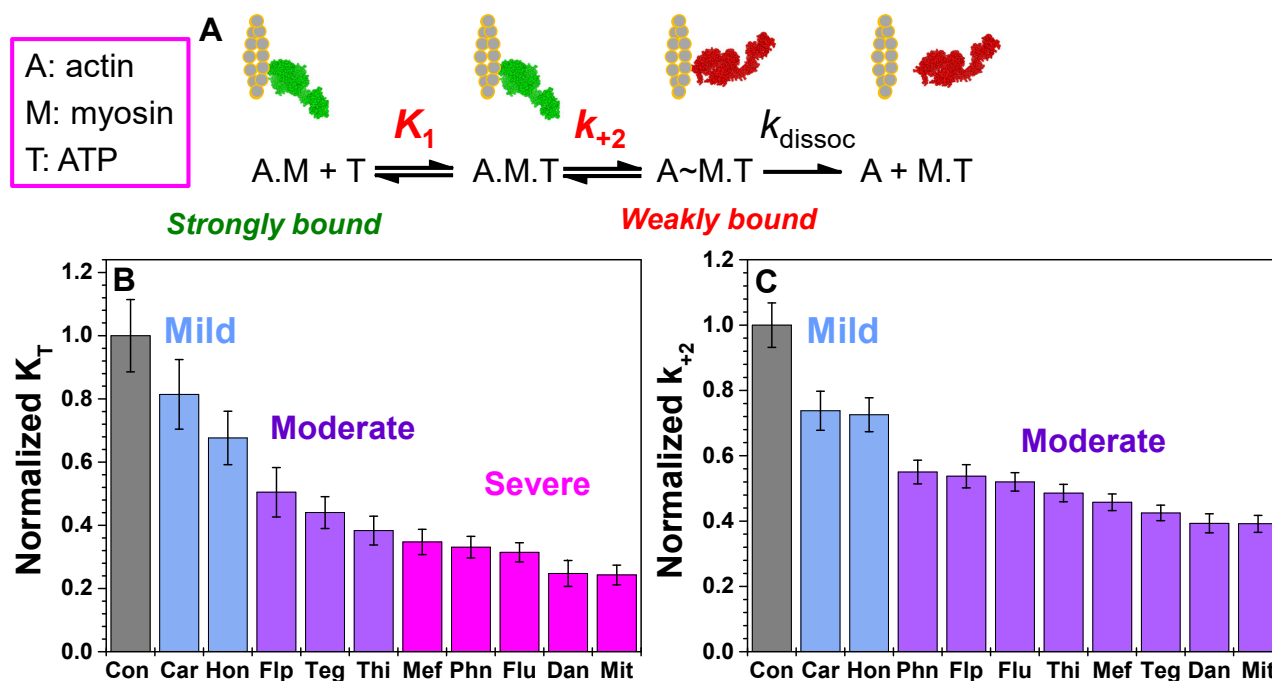 A: actin
M: myosin
T: ATP
A
K1 k+2 kdissoc
A.M + T A.M.T A~M.T A + M.T
Strongly bound Weakly bound
B
Normalized KT
1.2
1.0
0.8
0.6
0.4
0.2
0.0
Mild
Moderate
Severe
Con Car Hon Flp Teg Thi Mef Phn Flu Dan Mit
C
Normalized k+2
1.2
1.0
0.8
0.6
0.4
0.2
0.0
Mild
Moderate
Con Car Hon Phn Flp Flu Thi Mef Teg Dan Mit